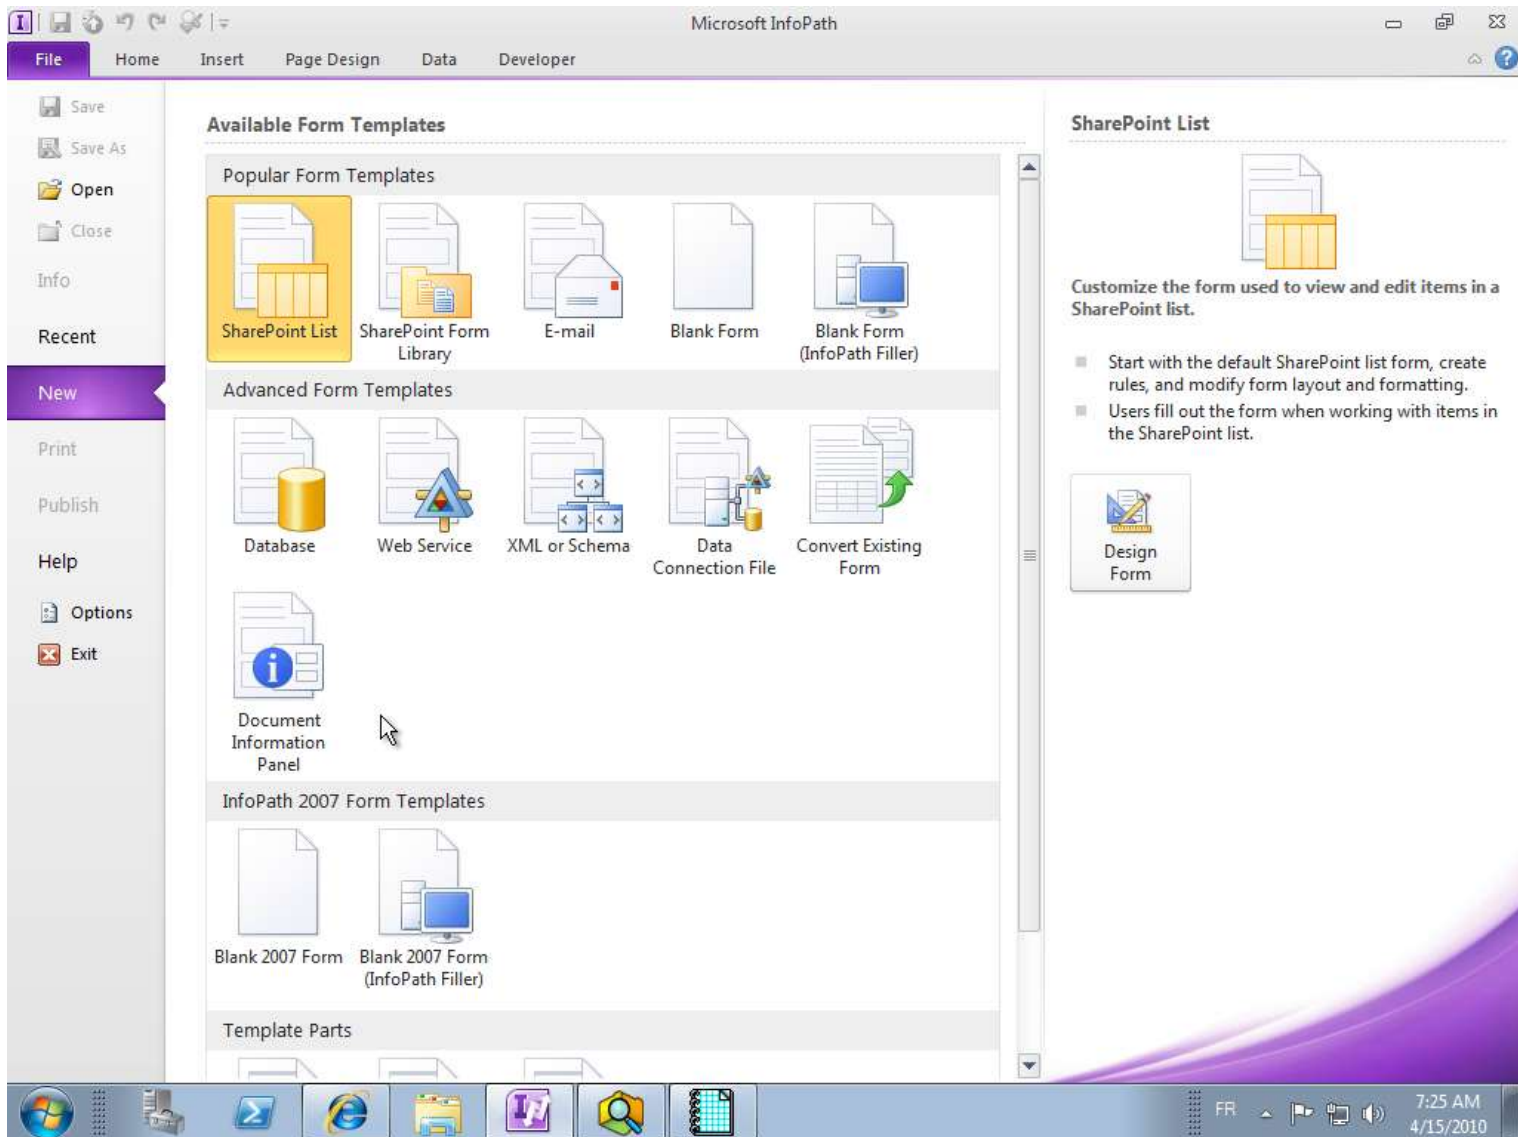 Microsoft InfoPath
File Home Insert Page Design Data Developer
Save
Save As
Open
Close
Info
Recent
New
Print
Publish
Help
Options
Exit
Available Form Templates
Popular Form Templates
SharePoint List
SharePoint Form
Library
E-mail
Blank Form
Blank Form
(InfoPath Filler)
Advanced Form Templates
Database
Web Service
XML or Schema
Data
Connection File
Convert Existing
Form
Document
Information
Panel
InfoPath 2007 Form Templates
Blank 2007 Form
Blank 2007 Form
(InfoPath Filler)
Template Parts
SharePoint List
Customize the form used to view and edit items in a
SharePoint list.
Start with the default SharePoint list form, create
rules, and modify form layout and formatting.
Users fill out the form when working with items in
the SharePoint list.
Design
Form
FR
7:25 AM
4/15/2010